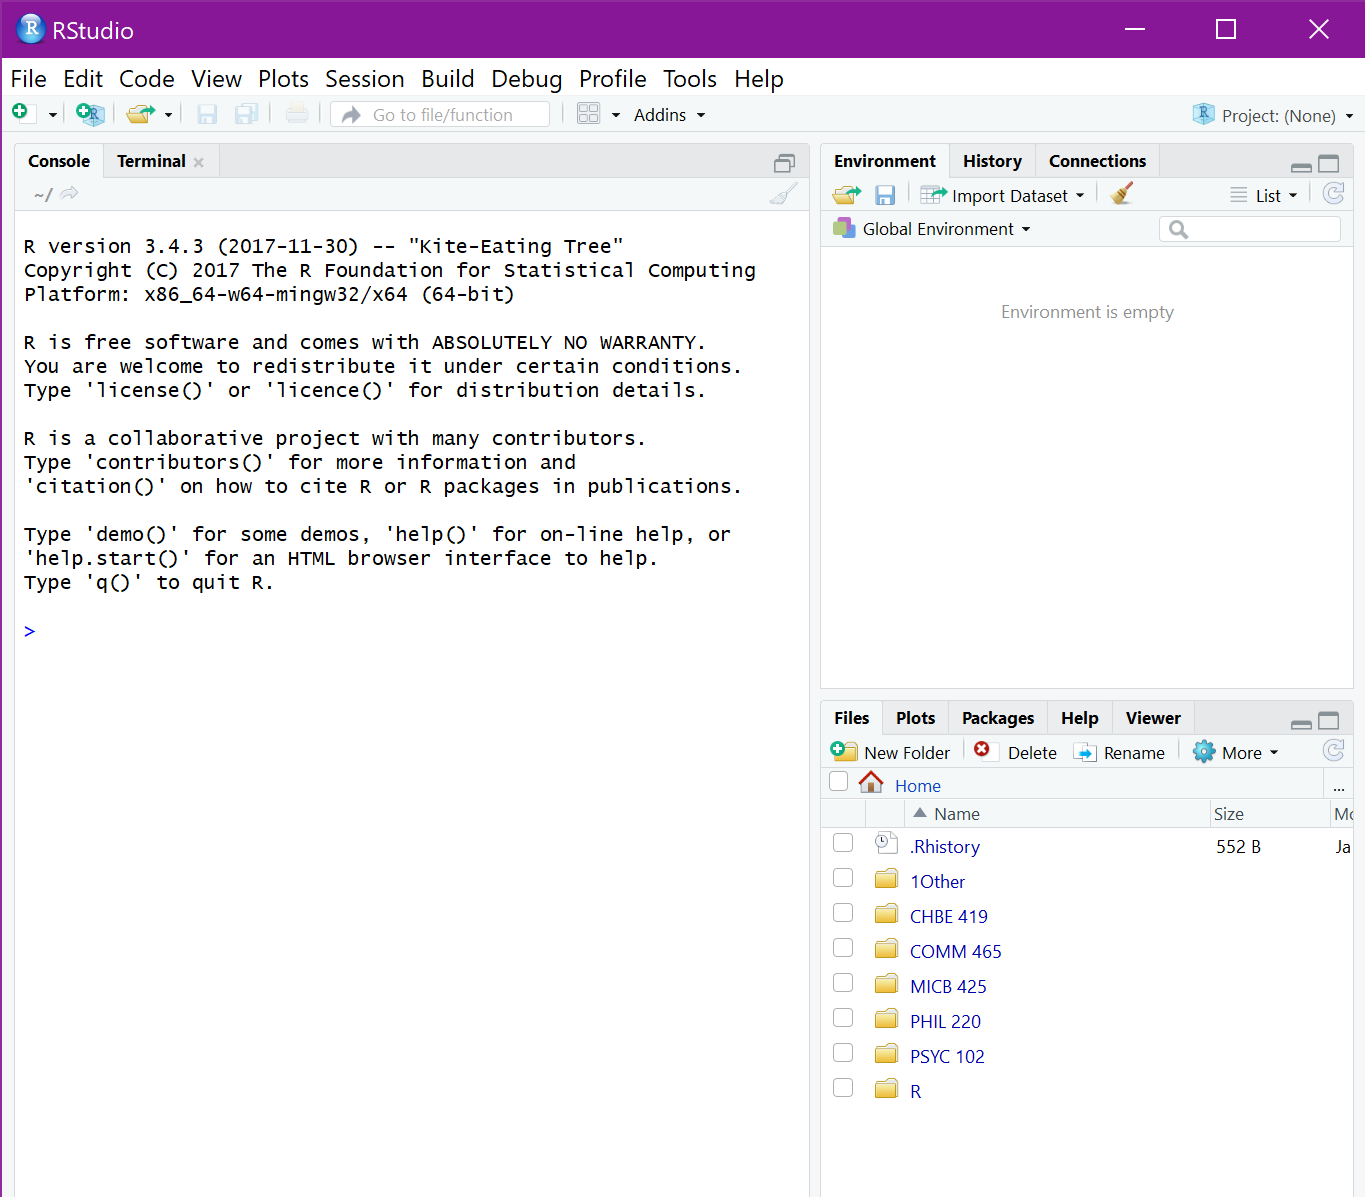 RStudio
File Edit Code View Plots Session Build Debug Profile Tools Help
Go to file/function Addins Project: (None)
Console Terminal
~/
R version 3.4.3 (2017-11-30) -- "Kite-Eating Tree"
Copyright (C) 2017 The R Foundation for Statistical Computing
Platform: x86_64-w64-mingw32/x64 (64-bit)
R is free software and comes with ABSOLUTELY NO WARRANTY.
You are welcome to redistribute it under certain conditions.
Type 'license()' or 'licence()' for distribution details.
R is a collaborative project with many contributors.
Type 'contributors()' for more information and
'citation()' on how to cite R or R packages in publications.
Type 'demo()' for some demos, 'help()' for on-line help, or
'help.start()' for an HTML browser interface to help.
Type 'q()' to quit R.
>
Environment History Connections
Import Dataset List
Global Environment
Environment is empty
Files Plots Packages Help Viewer
New Folder Delete Rename More
Home ...
Name Size Mo
.Rhistory 552 B Ja
1Other
CHBE 419
COMM 465
MICB 425
PHIL 220
PSYC 102
R